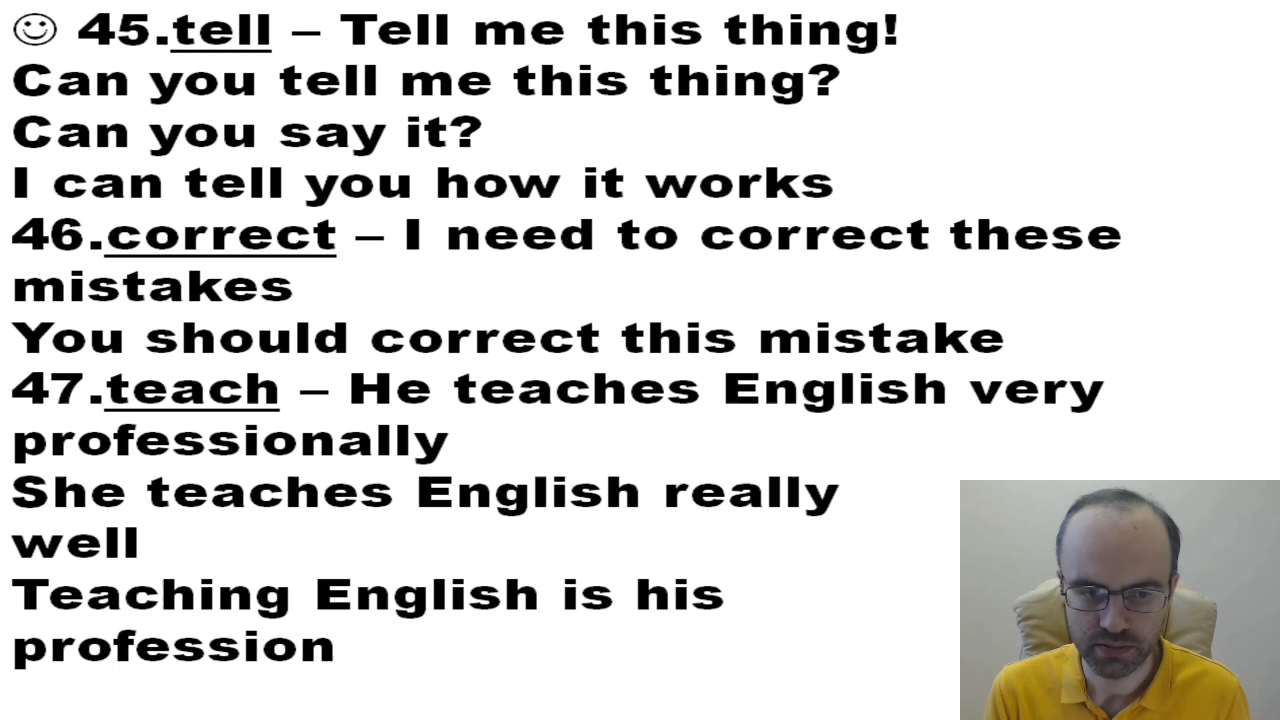 ☺ 45.tell – Tell me this thing!
Can you tell me this thing?
Can you say it?
I can tell you how it works
46.correct – I need to correct these
mistakes
You should correct this mistake
47.teach – He teaches English very
professionally
She teaches English really
well
Teaching English is his
profession